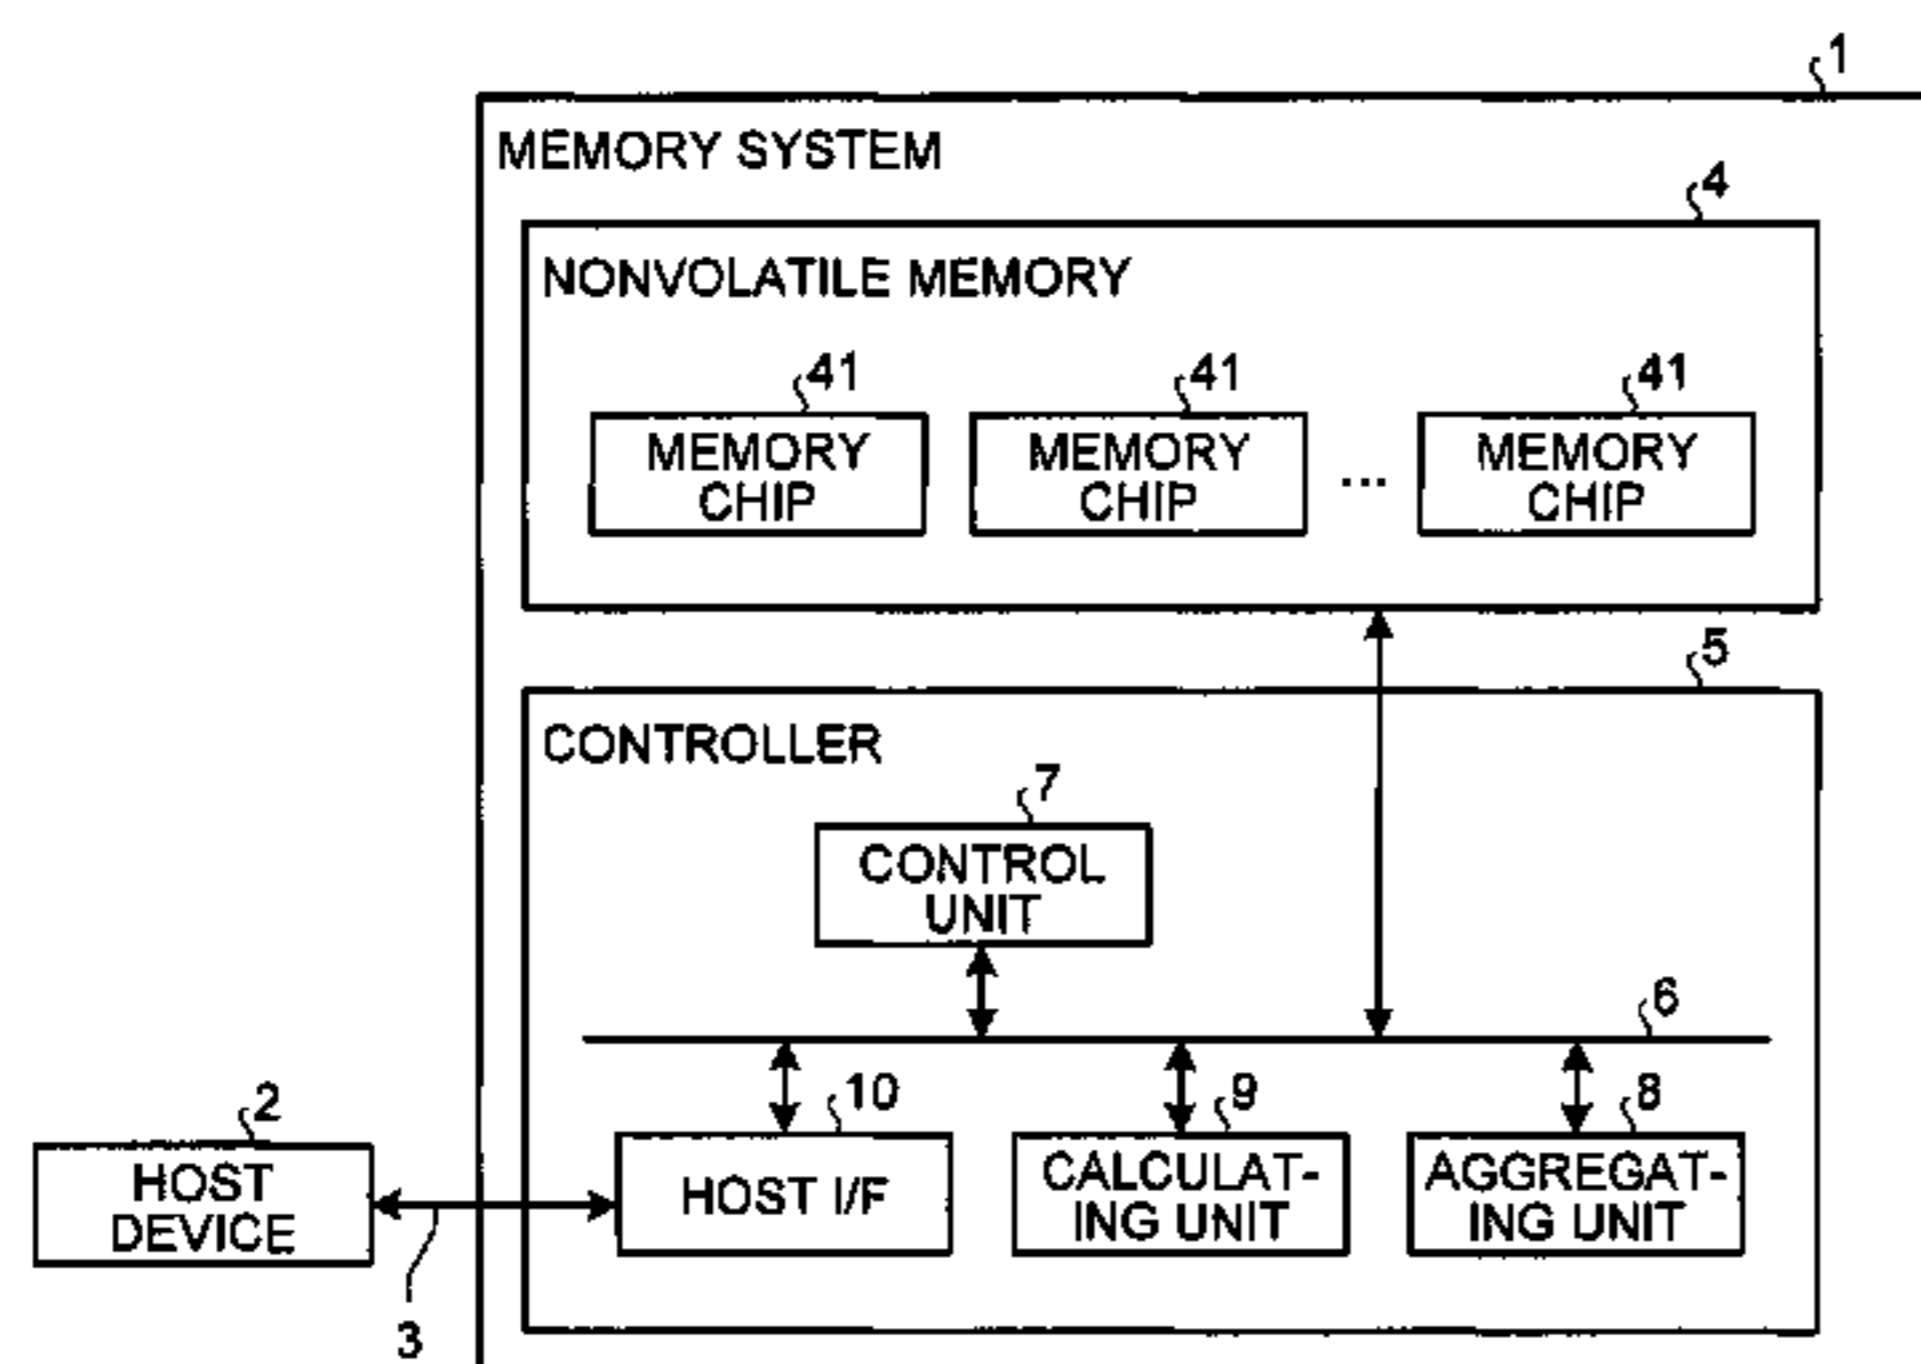 1
MEMORY SYSTEM
4
NONVOLATILE MEMORY
41
41
41
MEMORY
CHIP
MEMORY
CHIP
...
MEMORY
CHIP
5
CONTROLLER
7
CONTROL
UNIT
6
2
HOST
DEVICE
3
10
HOST I/F
9
CALCULAT-
ING UNIT
8
AGGREGAT-
ING UNIT